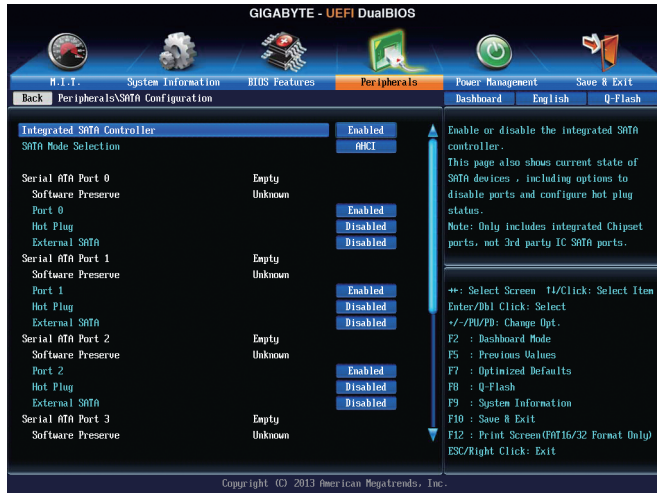 GIGABYTE - UEFI DualBIOS
M.I.T. System Information BIOS Features Peripherals Power Management Save & Exit
Back Peripherals\SATA Configuration Dashboard English Q-Flash
Integrated SATA Controller Enabled
SATA Mode Selection AHCI
Serial ATA Port 0 Empty
Software Preserve Unknown
Port 0 Enabled
Hot Plug Disabled
External SATA Disabled
Serial ATA Port 1 Empty
Software Preserve Unknown
Port 1 Enabled
Hot Plug Disabled
External SATA Disabled
Serial ATA Port 2 Empty
Software Preserve Unknown
Port 2 Enabled
Hot Plug Disabled
External SATA Disabled
Serial ATA Port 3 Empty
Software Preserve Unknown
Enable or disable the integrated SATA
controller.
This page also shows current state of
SATA devices , including options to
disable ports and configure hot plug
status.
Note: Only includes integrated Chipset
ports, not 3rd party IC SATA ports.
↔: Select Screen ↑↓/Click: Select Item
Enter/Dbl Click: Select
+/-/PU/PD: Change Opt.
F2 : Dashboard Mode
F5 : Previous Values
F7 : Optimized Defaults
F8 : Q-Flash
F9 : System Information
F10 : Save & Exit
F12 : Print Screen(FAT16/32 Format Only)
ESC/Right Click: Exit
Copyright (C) 2013 American Megatrends, Inc.